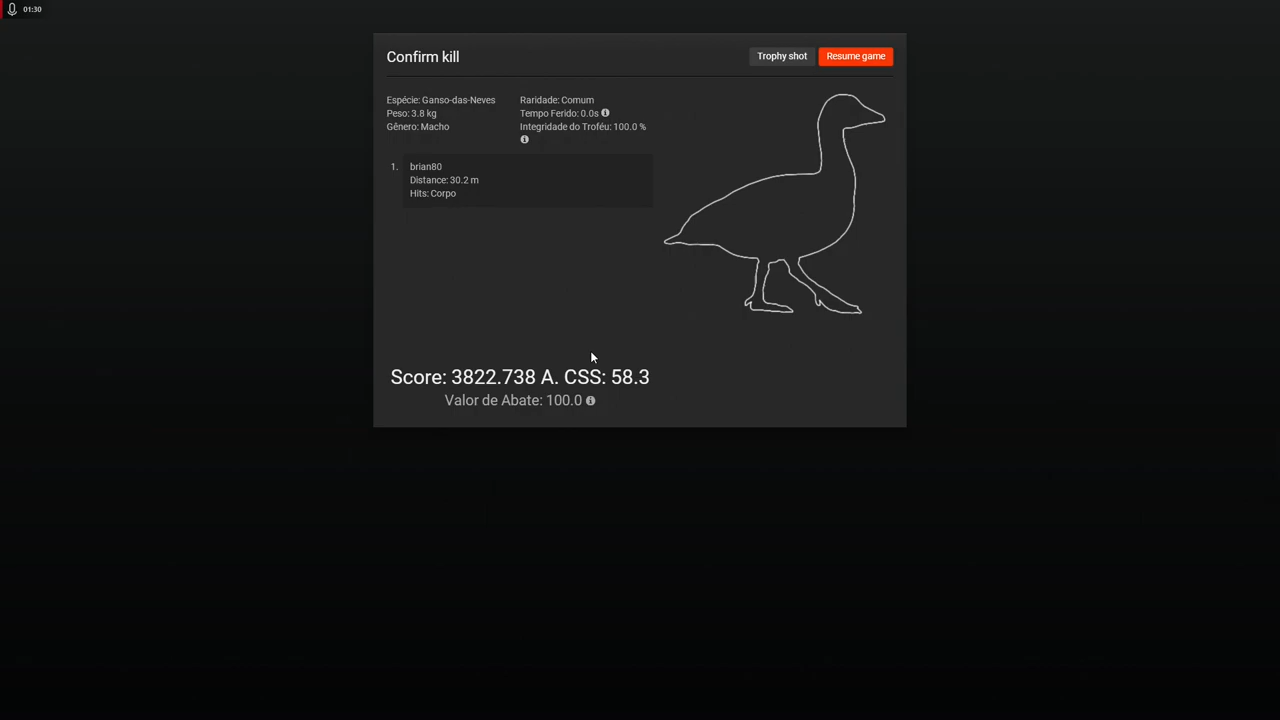 01:30
Confirm kill
Trophy shot
Resume game
Espécie: Ganso-das-Neves
Peso: 3.8 kg
Gênero: Macho
Raridade: Comum
Tempo Ferido: 0.0s
Integridade do Troféu: 100.0 %
1. brian80
Distance: 30.2 m
Hits: Corpo
Score: 3822.738 A. CSS: 58.3
Valor de Abate: 100.0